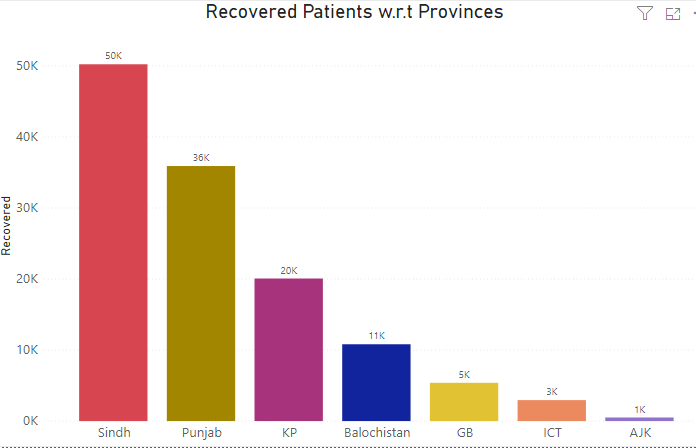 Recovered Patients w.r.t Provinces
Recovered
50K
40K
30K
20K
10K
0K
50K
36K
20K
11K
5K
3K
1K
Sindh
Punjab
KP
Balochistan
GB
ICT
AJK